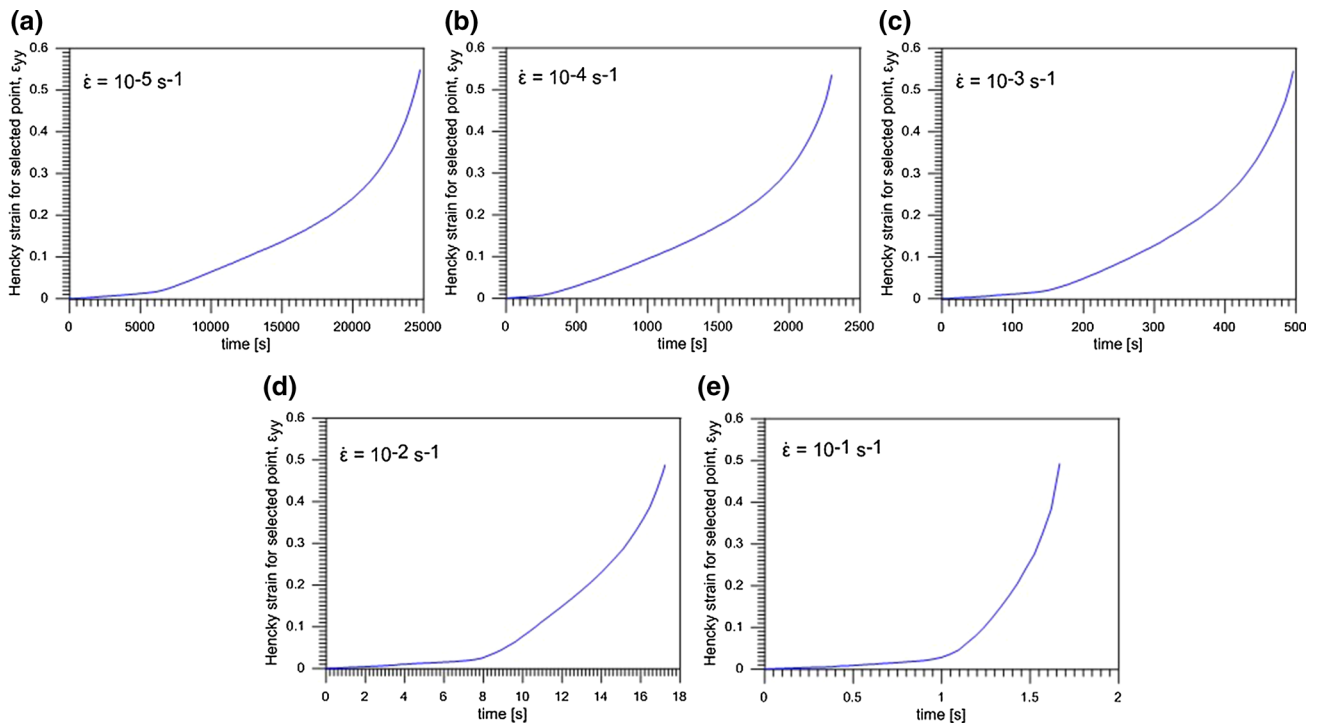 (a)
Hencky strain for selected point, εyy
0.6
0.5
0.4
0.3
0.2
0.1
0
ε̇ = 10-5 s-1
0 5000 10000 15000 20000 25000
time [s]
(b)
Hencky strain for selected point, εyy
0.6
0.5
0.4
0.3
0.2
0.1
0
ε̇ = 10-4 s-1
0 500 1000 1500 2000 2500
time [s]
(c)
Hencky strain for selected point, εyy
0.6
0.5
0.4
0.3
0.2
0.1
0
ε̇ = 10-3 s-1
0 100 200 300 400 500
time [s]
(d)
Hencky strain for selected point, εyy
0.6
0.5
0.4
0.3
0.2
0.1
0
ε̇ = 10-2 s-1
0 2 4 6 8 10 12 14 16 18
time [s]
(e)
Hencky strain for selected point, εyy
0.6
0.5
0.4
0.3
0.2
0.1
0
ε̇ = 10-1 s-1
0 0.5 1 1.5 2
time [s]